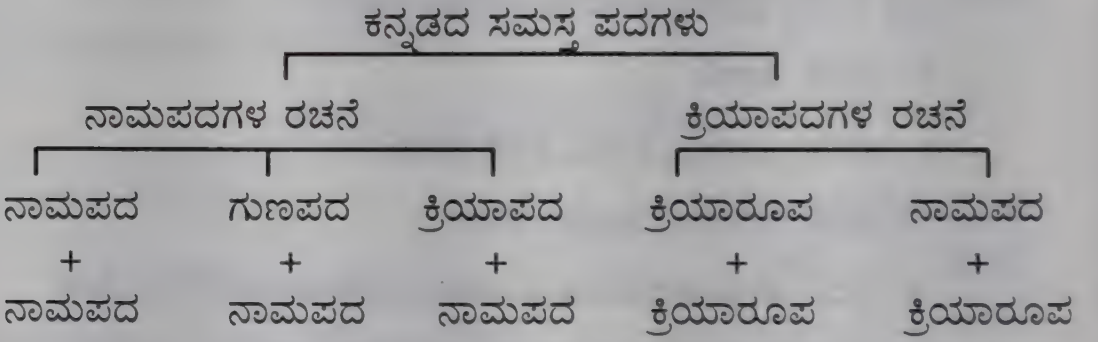 ಕನ್ನಡದ ಸಮಸ್ತ ಪದಗಳು
ನಾಮಪದಗಳ ರಚನೆ ಕ್ರಿಯಾಪದಗಳ ರಚನೆ
ನಾಮಪದ ಗುಣಪದ ಕ್ರಿಯಾಪದ ಕ್ರಿಯಾರೂಪ ನಾಮಪದ
+ + + + +
ನಾಮಪದ ನಾಮಪದ ನಾಮಪದ ಕ್ರಿಯಾರೂಪ ಕ್ರಿಯಾರೂಪ